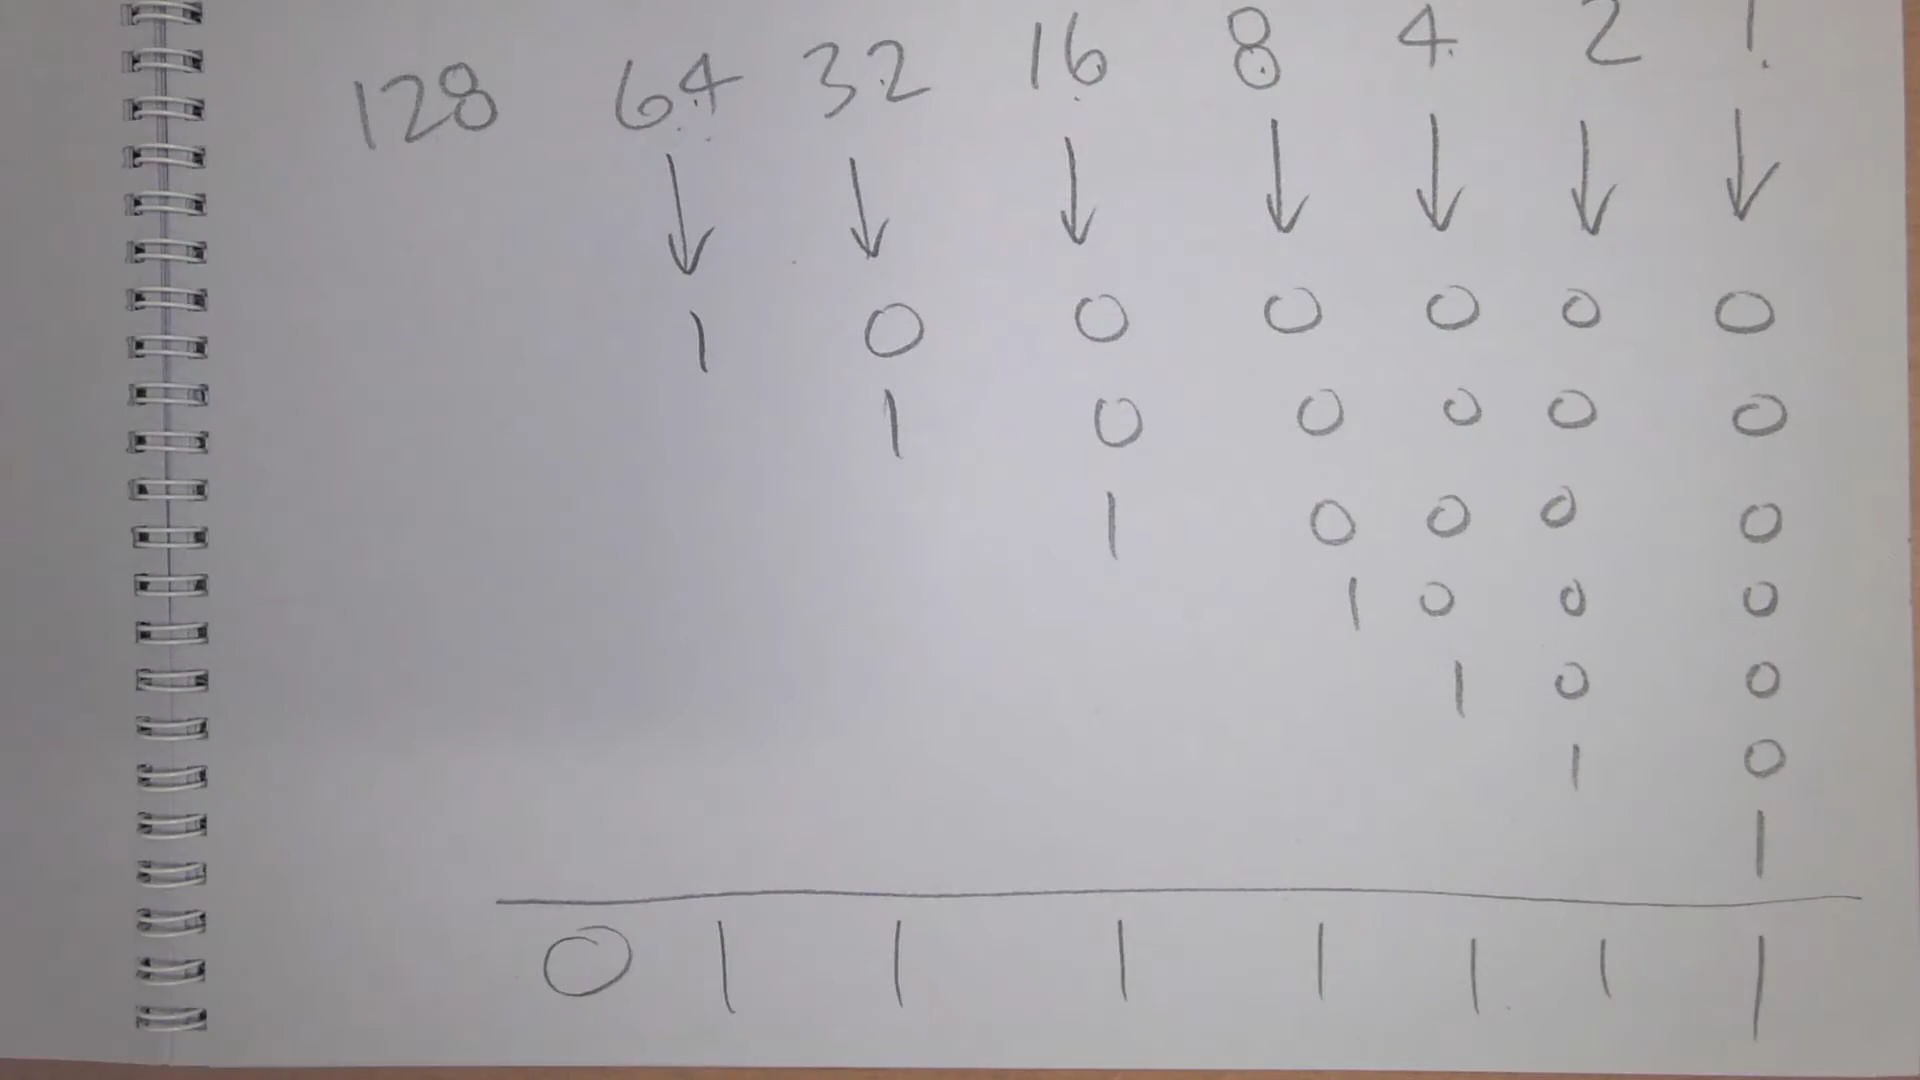 128 64 32 16 8 4 2 1
↓ ↓ ↓ ↓ ↓ ↓ ↓
1 0 0 0 0 0 0
1 0 0 0 0 0
1 0 0 0 0
1 0 0 0
1 0 0
1 0
1
0 1 1 1 1 1 1 1